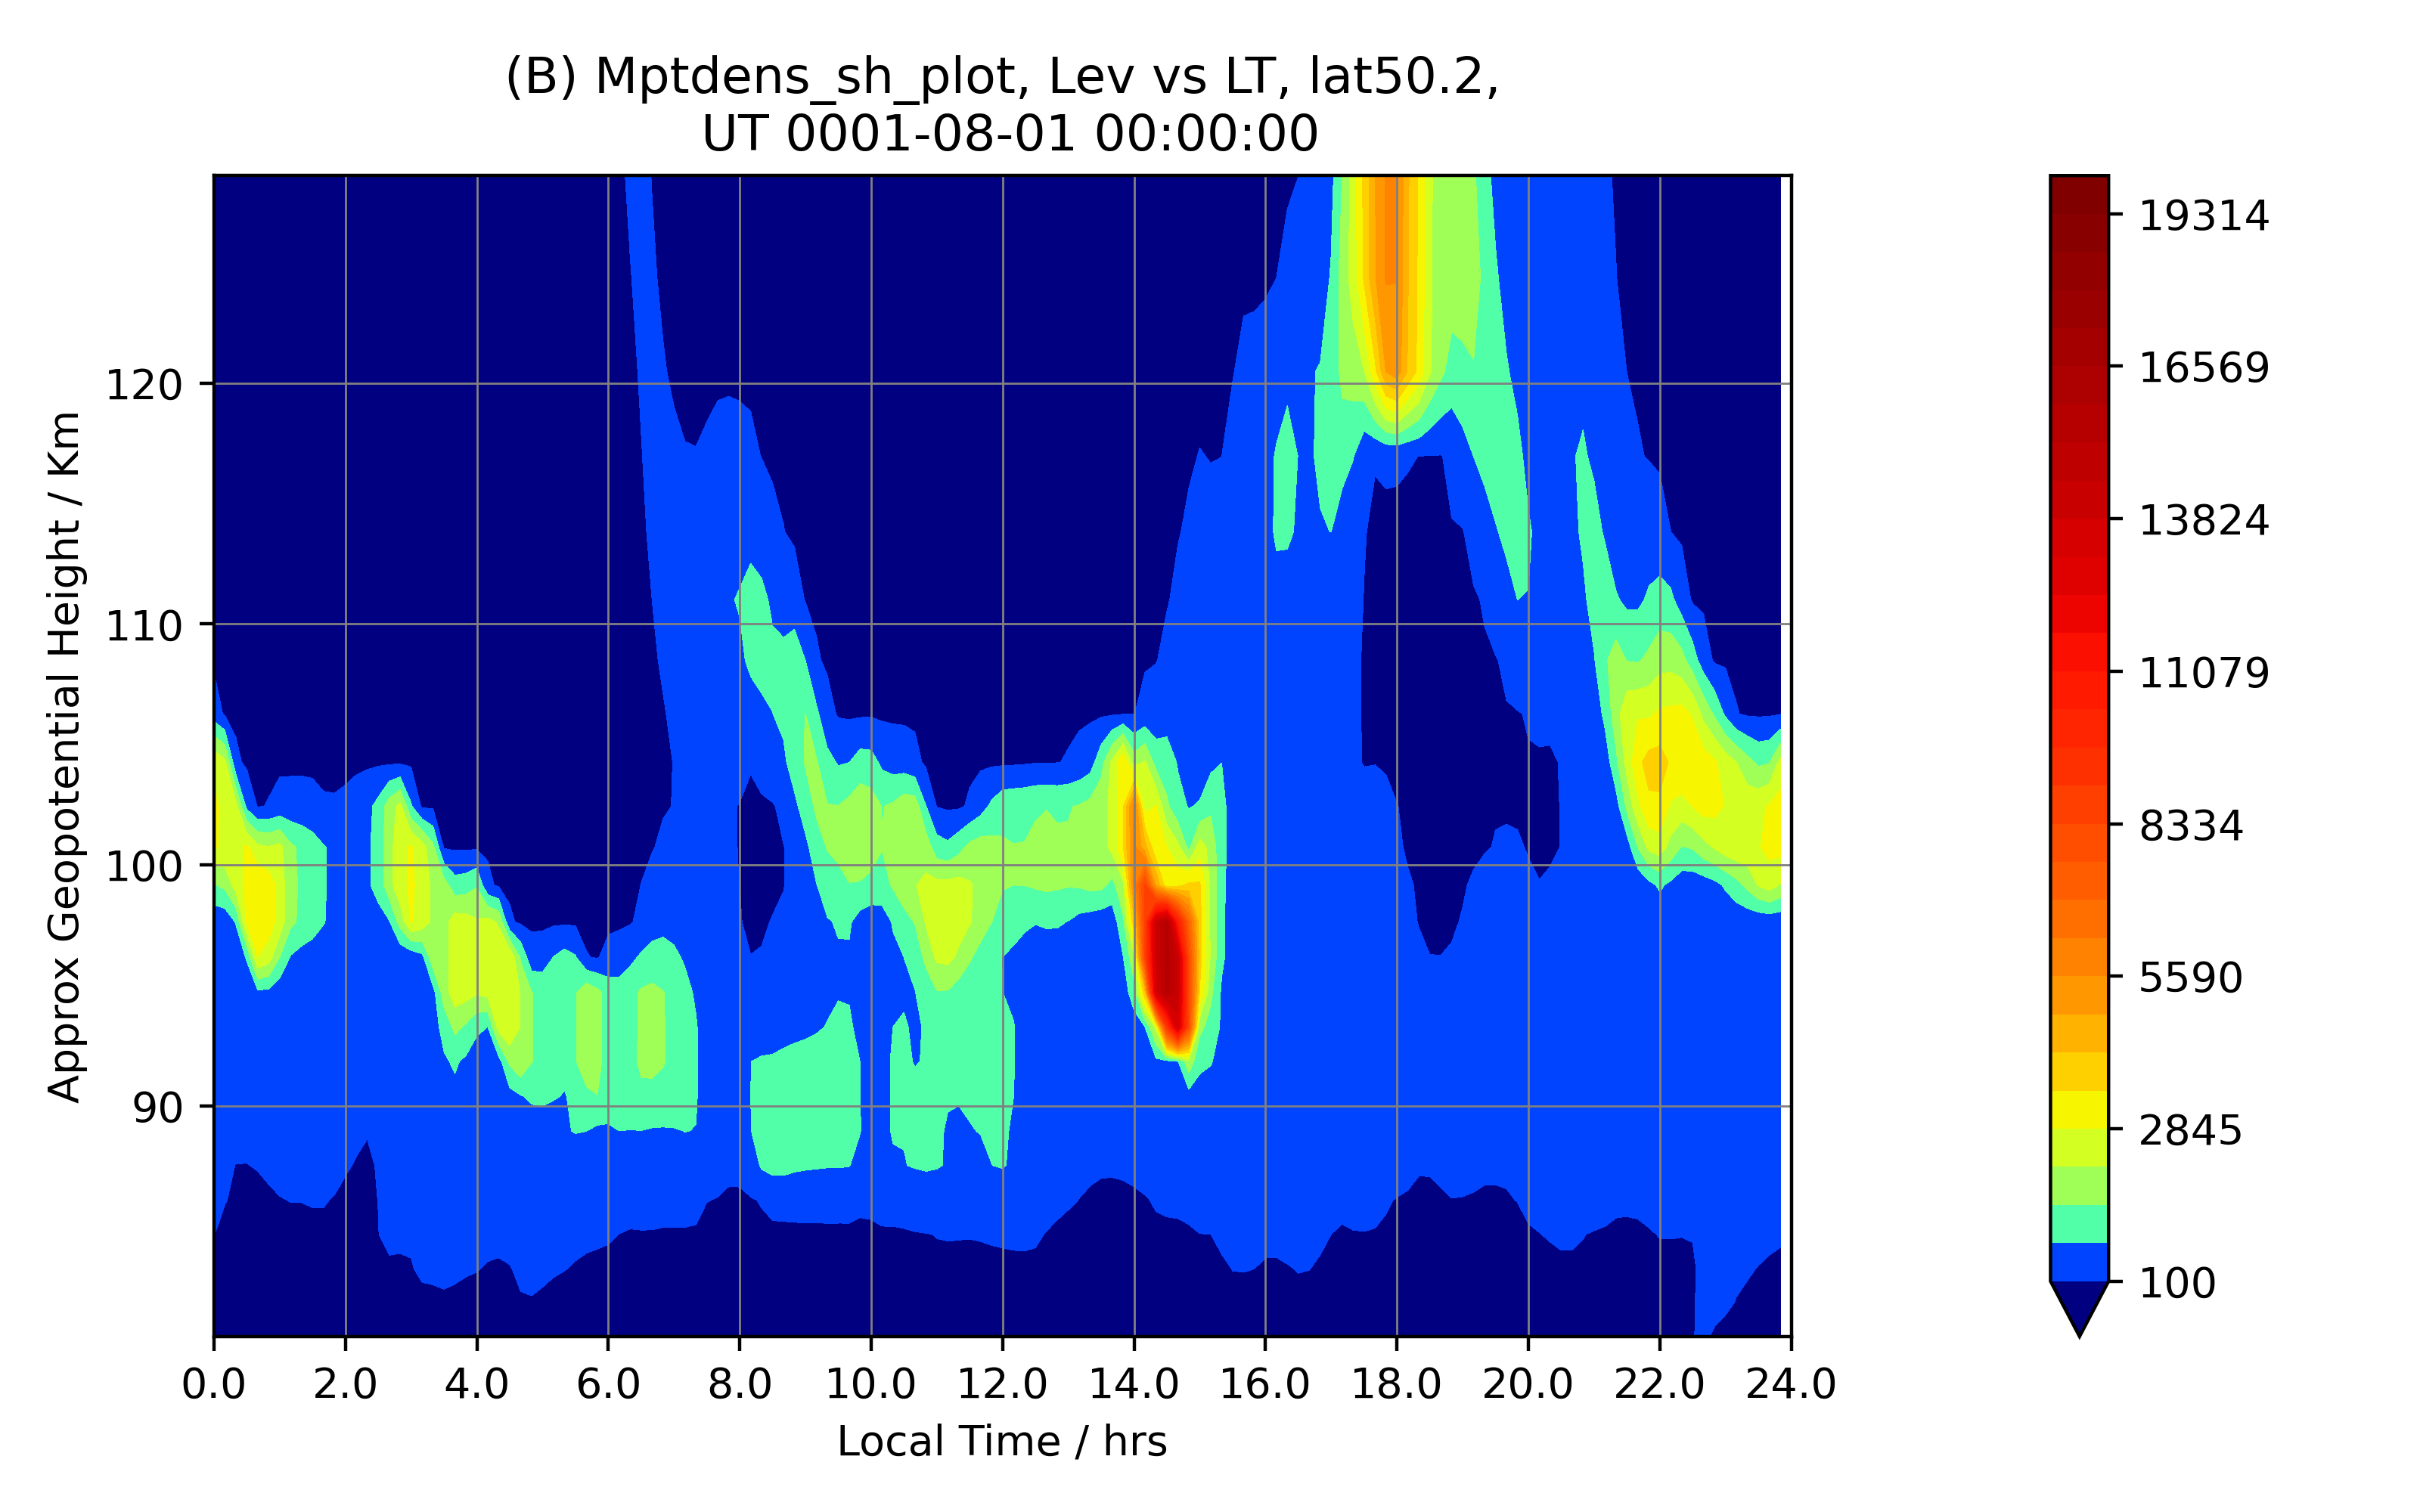 (B) Mptdens_sh_plot, Lev vs LT, lat50.2,
UT 0001-08-01 00:00:00
Approx Geopotential Height / Km
120
110
100
90
0.0 2.0 4.0 6.0 8.0 10.0 12.0 14.0 16.0 18.0 20.0 22.0 24.0
Local Time / hrs
19314
16569
13824
11079
8334
5590
2845
100